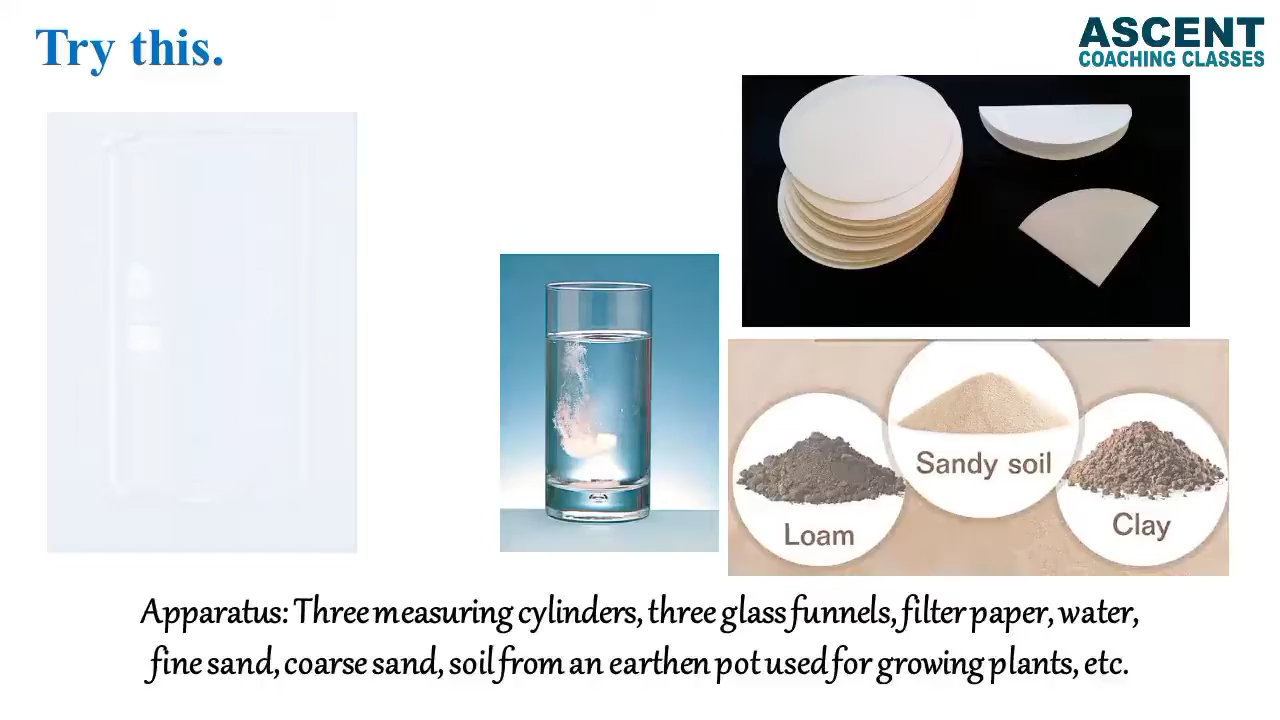 Try this.
ASCENT
COACHING CLASSES
Sandy soil
Loam
Clay
Apparatus: Three measuring cylinders, three glass funnels, filter paper, water,
fine sand, coarse sand, soil from an earthen pot used for growing plants, etc.